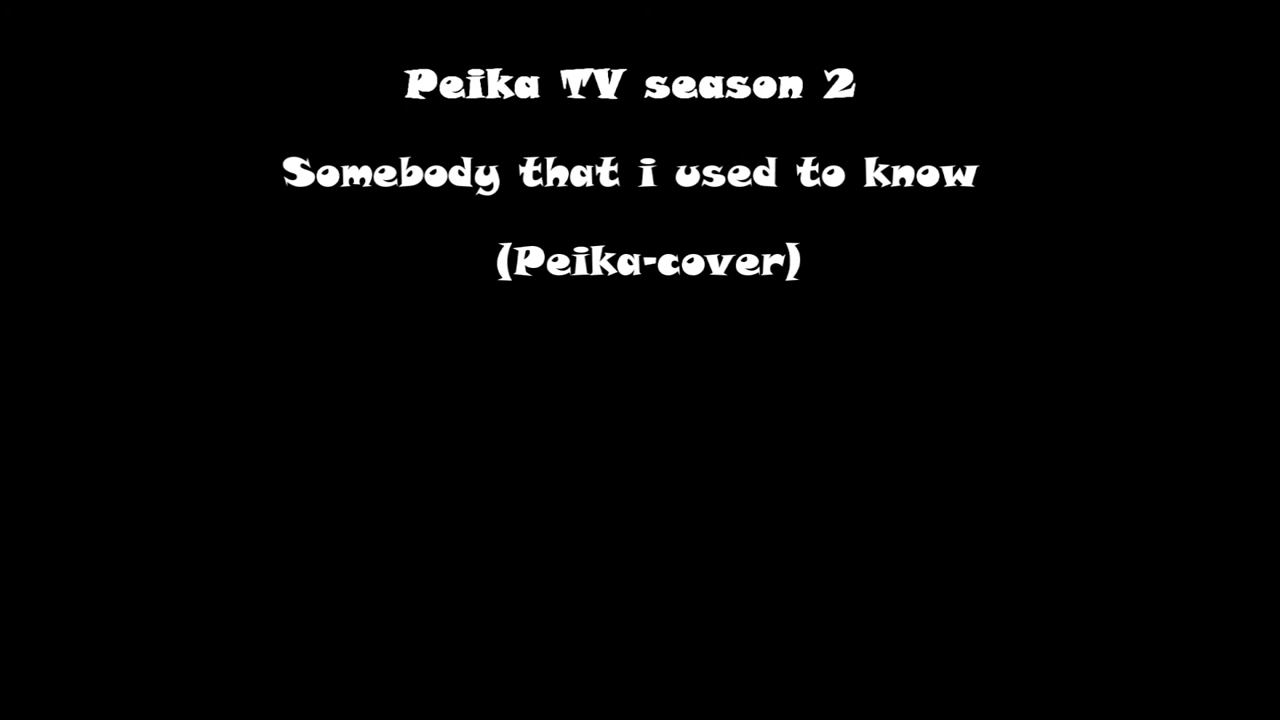 Peika TV season 2
Somebody that i used to know
(Peika-cover)